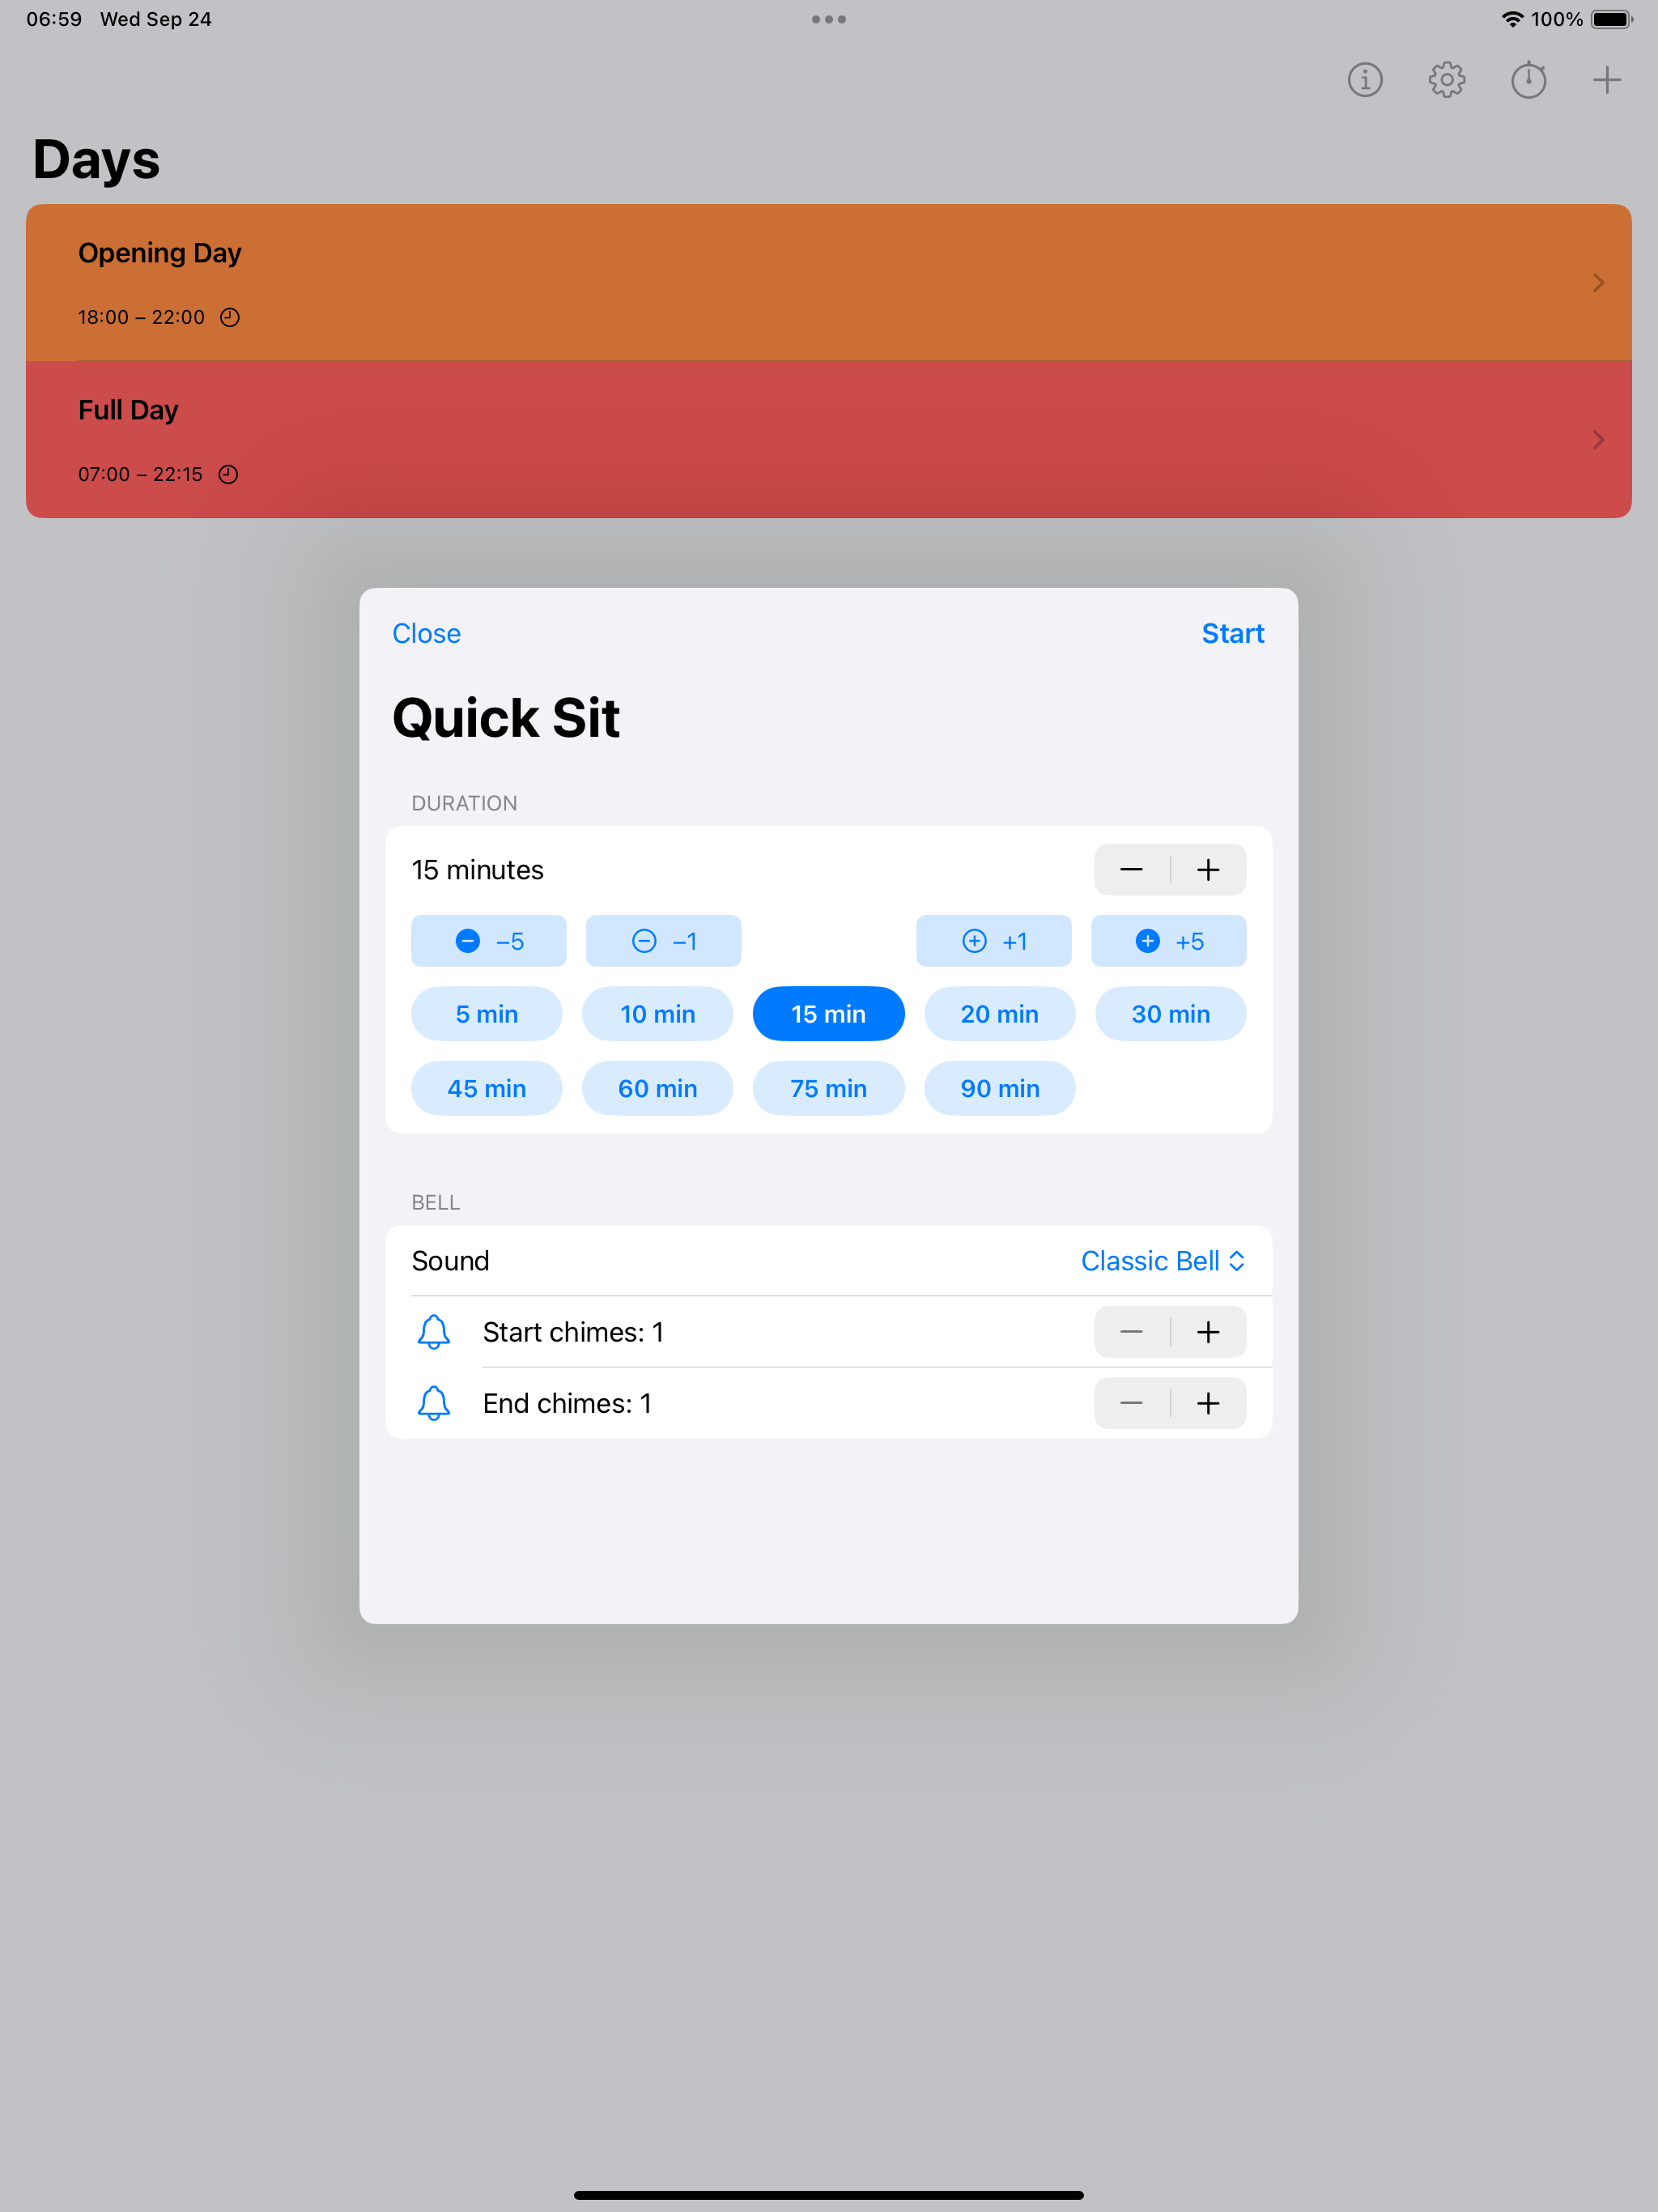 06:59 Wed Sep 24
100%
Days
Opening Day
18:00 – 22:00
Full Day
07:00 – 22:15
Close
Start
Quick Sit
DURATION
15 minutes
–5
–1
+1
+5
5 min
10 min
15 min
20 min
30 min
45 min
60 min
75 min
90 min
BELL
Sound
Classic Bell
Start chimes: 1
End chimes: 1